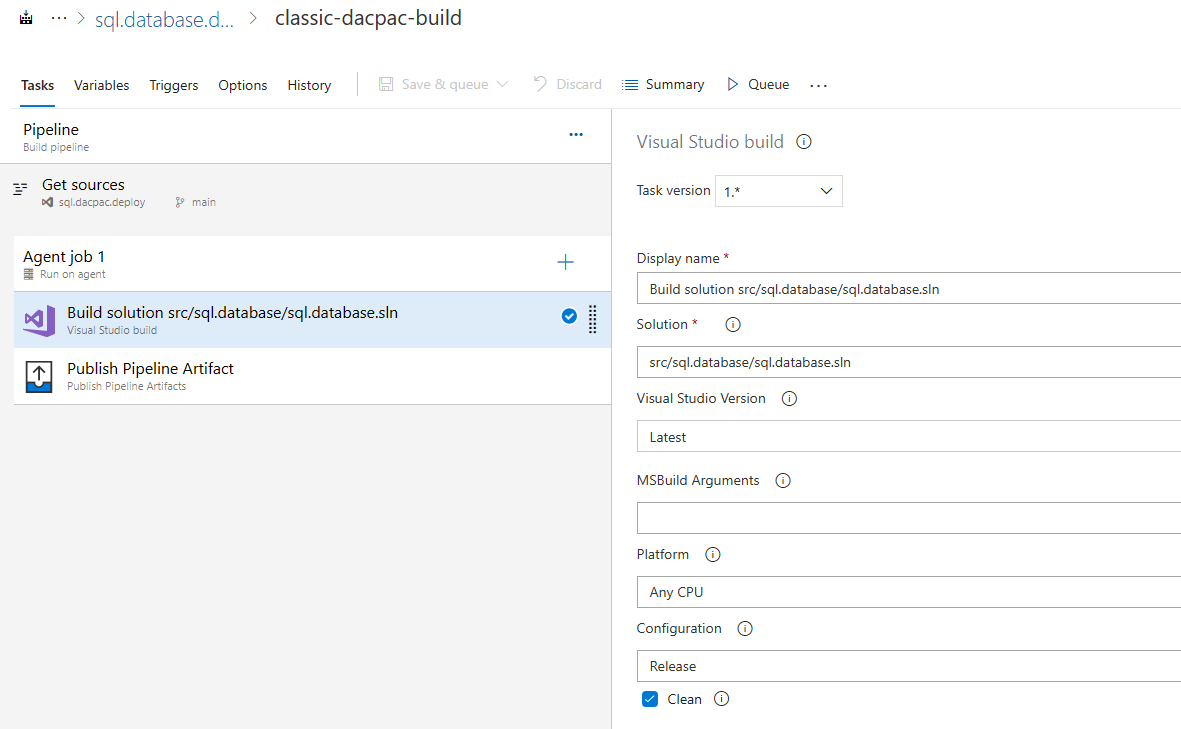 ··· > sql.database.d... > classic-dacpac-build
Tasks Variables Triggers Options History Save & queue Discard Summary Queue ...
Pipeline ···
Build pipeline
Get sources
sql.dacpac.deploy main
Agent job 1
Run on agent
Build solution src/sql.database/sql.database.sln
Visual Studio build
Publish Pipeline Artifact
Publish Pipeline Artifacts
Visual Studio build
Task version 1.*
Display name *
Build solution src/sql.database/sql.database.sln
Solution *
src/sql.database/sql.database.sln
Visual Studio Version
Latest
MSBuild Arguments
Platform
Any CPU
Configuration
Release
Clean